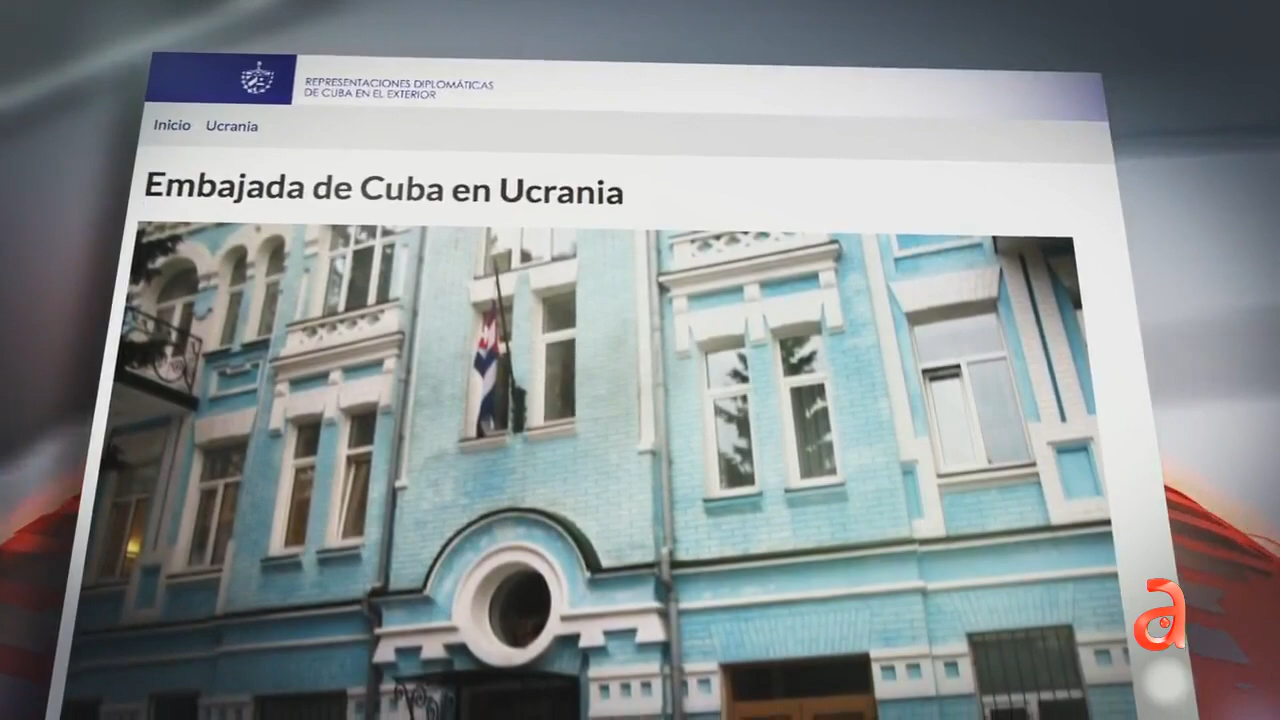 REPRESENTACIONES DIPLOMÁTICAS
DE CUBA EN EL EXTERIOR
Inicio Ucrania
Embajada de Cuba en Ucrania
a